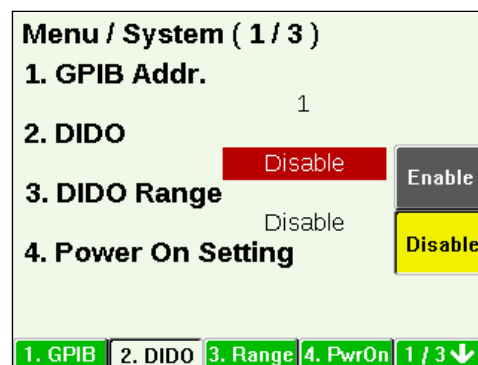 Menu / System ( 1 / 3 )
1. GPIB Addr.
1
2. DIDO
Disable
Enable
3. DIDO Range
Disable
Disable
4. Power On Setting
1. GPIB 2. DIDO 3. Range 4. PwrOn 1 / 3